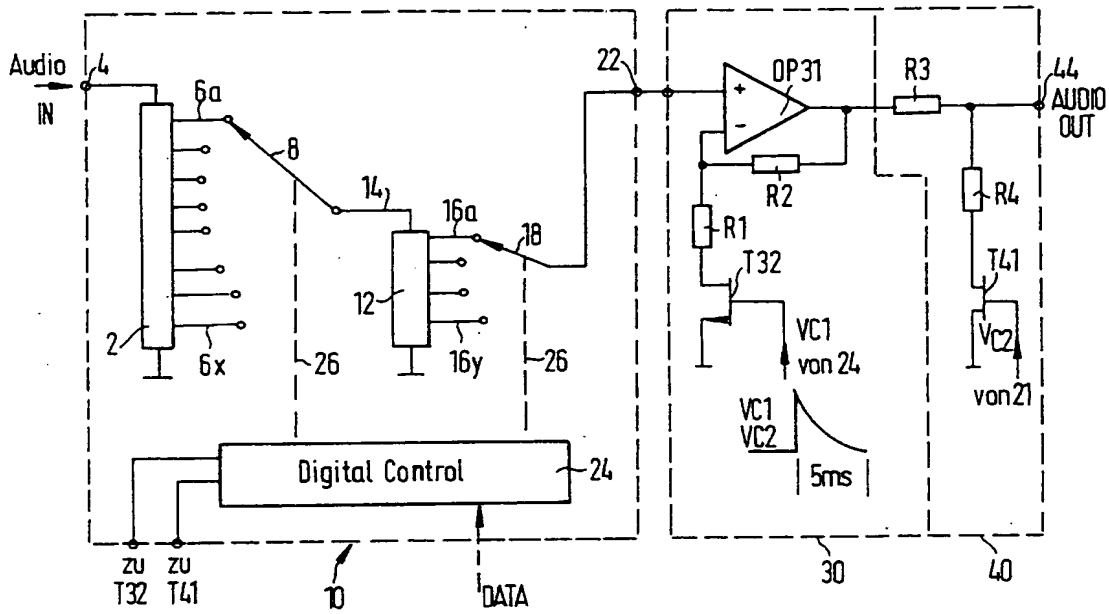 Audio
IN
4
2
6a
6x
8
14
12
16a
16y
18
22
26
26
Digital Control
24
zu
T32
zu
T41
10
DATA
+
-
OP31
R2
R1
T32
VC1
von 24
VC1
VC2
5ms
30
R3
44
AUDIO
OUT
R4
T41
VC2
von 21
40